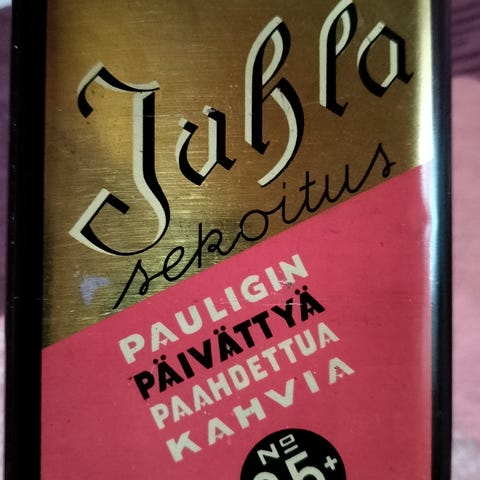 Juhla
sekoitus
PAULIGIN
PÄIVÄTTYÄ
PAAHDETTUA
KAHVIA
No